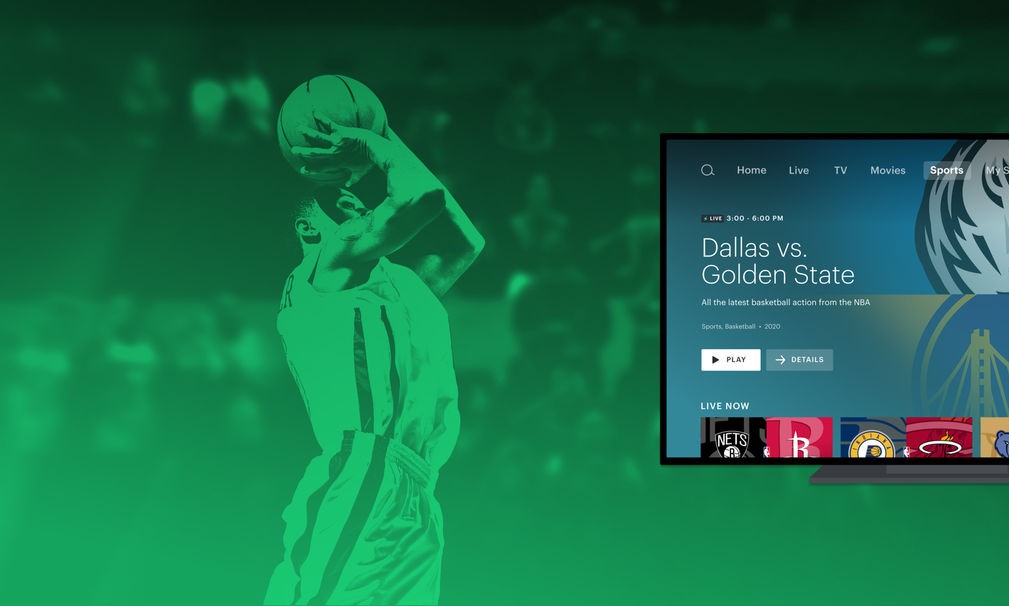 Home Live TV Movies Sports My S
LIVE 3:00 - 6:00 PM
Dallas vs.
Golden State
All the latest basketball action from the NBA
Sports, Basketball • 2020
PLAY DETAILS
LIVE NOW
NETS
R